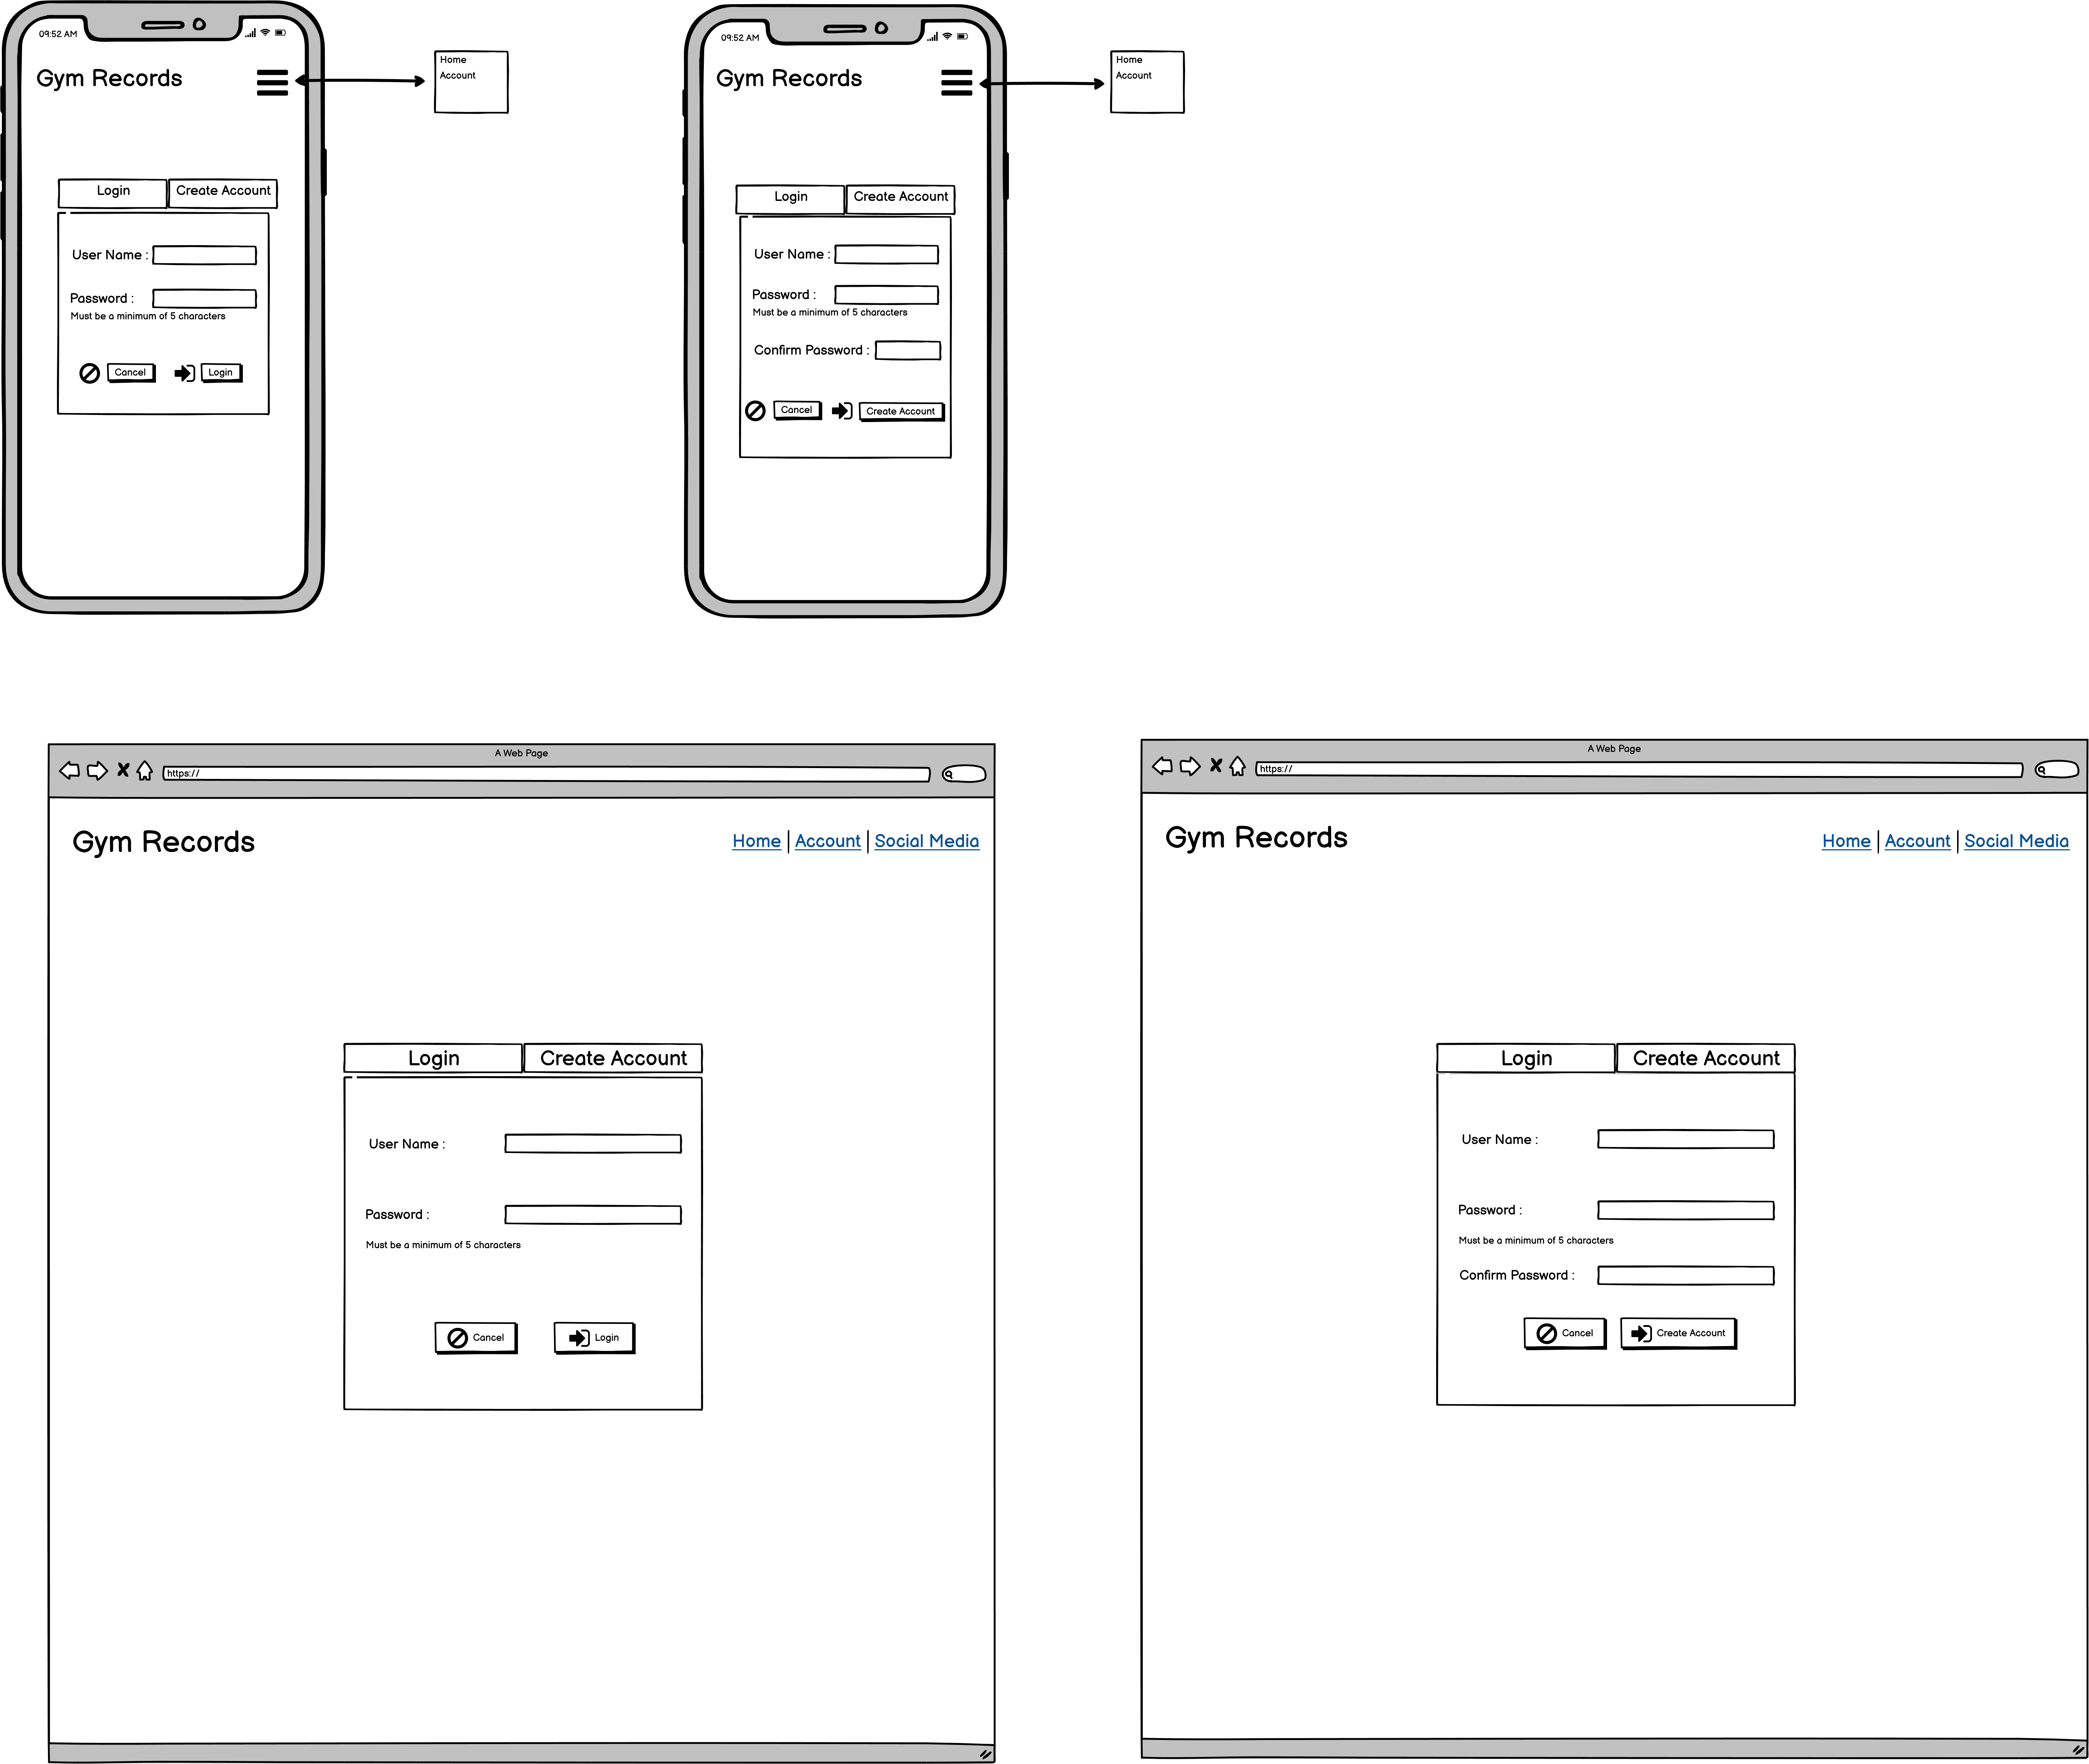 09:52 AM
Gym Records
Home
Account
Login
Create Account
User Name :
Password :
Must be a minimum of 5 characters
Cancel
Login
09:52 AM
Gym Records
Home
Account
Login
Create Account
User Name :
Password :
Must be a minimum of 5 characters
Confirm Password :
Cancel
Create Account
A Web Page
https://
Gym Records
Home
Account
Social Media
Login
Create Account
User Name :
Password :
Must be a minimum of 5 characters
Cancel
Login
A Web Page
https://
Gym Records
Home
Account
Social Media
Login
Create Account
User Name :
Password :
Must be a minimum of 5 characters
Confirm Password :
Cancel
Create Account